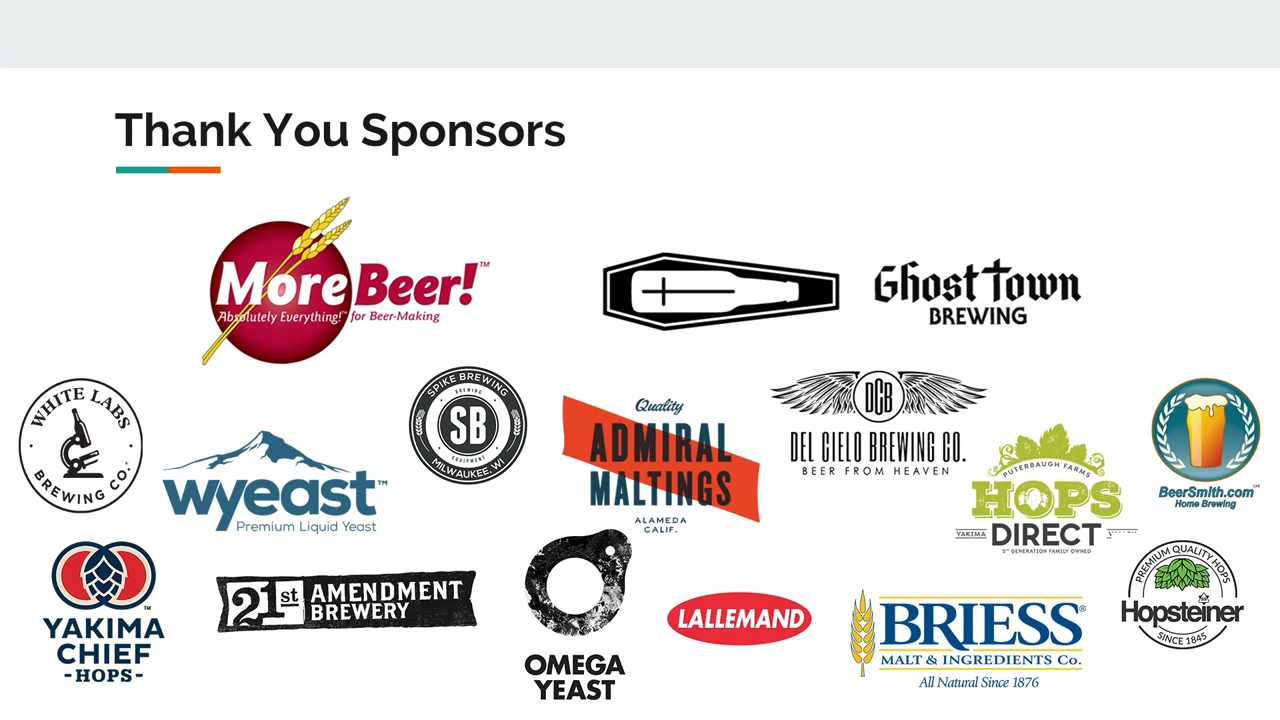 Thank You Sponsors
More Beer!™
Absolutely Everything!™ for Beer-Making
Ghost Town
BREWING
WHITE LABS
BREWING CO.
wyeast™
Premium Liquid Yeast
SPIKE BREWING
BREWING
SB
EQUIPMENT
MILWAUKEE, WI
Quality
ADMIRAL
MALTINGS
ALAMEDA
CALIF.
DCB
DEL CIELO BREWING CO.
BEER FROM HEAVEN
PUTERBAUGH FARMS
HOPS
YAKIMA DIRECT
5TH GENERATION FAMILY OWNED
BeerSmith.com™
Home Brewing
YAKIMA
CHIEF
-HOPS-
™
21st AMENDMENT
BREWERY
OMEGA
YEAST
LALLEMAND
BRIESS®
MALT & INGREDIENTS Co.
All Natural Since 1876
PREMIUM QUALITY HOPS
Hopsteiner
SINCE 1845